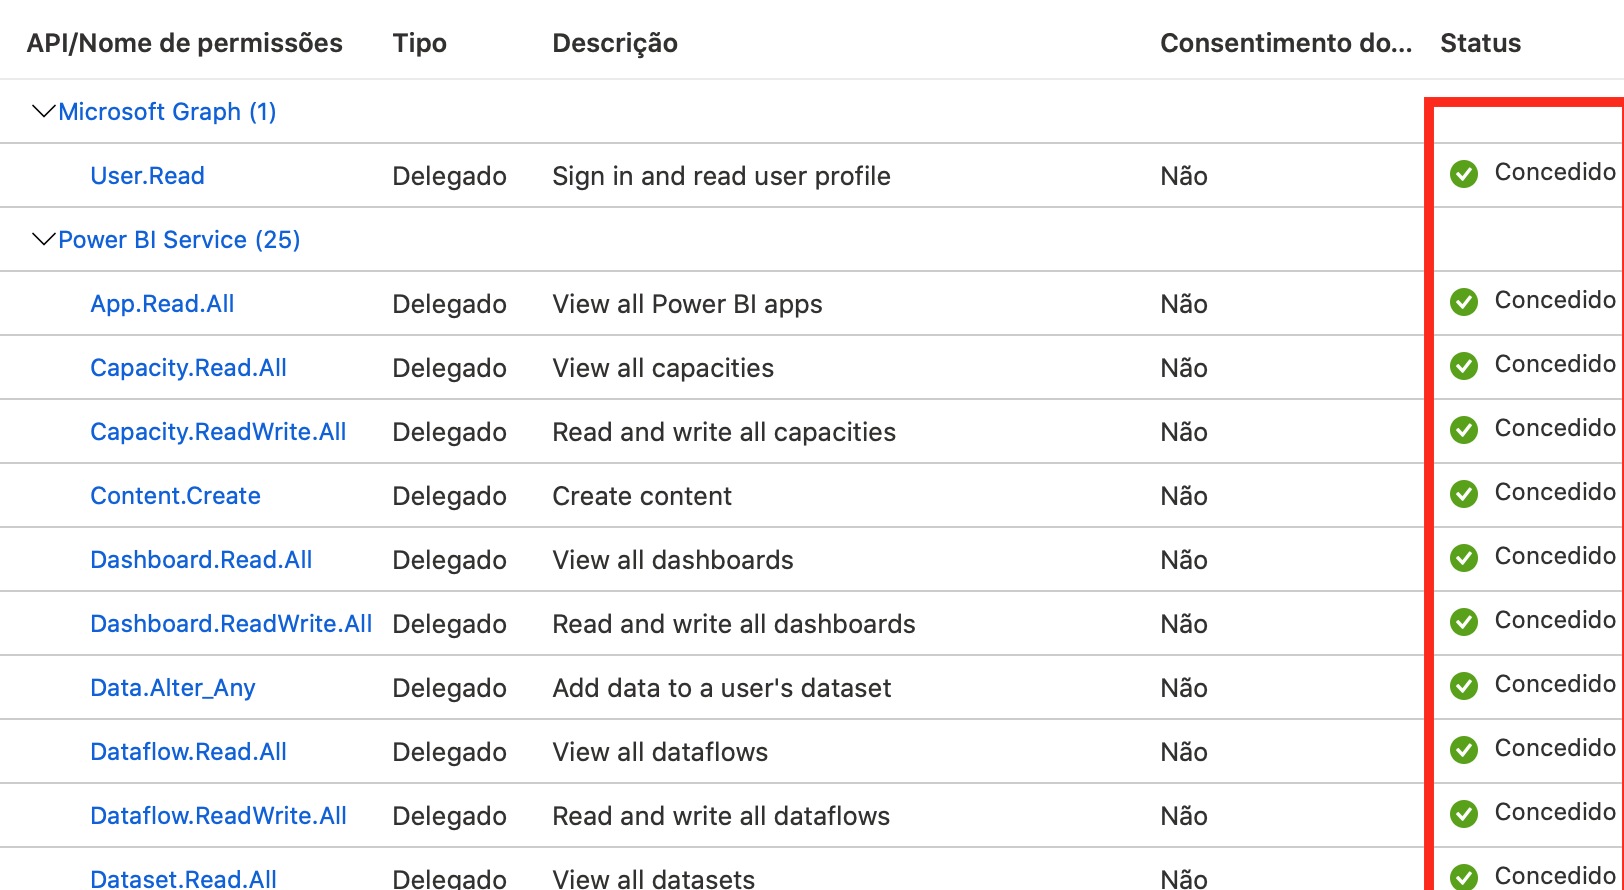 API/Nome de permissões Tipo Descrição Consentimento do... Status
Microsoft Graph (1)
User.Read Delegado Sign in and read user profile Não Concedido
Power BI Service (25)
App.Read.All Delegado View all Power BI apps Não Concedido
Capacity.Read.All Delegado View all capacities Não Concedido
Capacity.ReadWrite.All Delegado Read and write all capacities Não Concedido
Content.Create Delegado Create content Não Concedido
Dashboard.Read.All Delegado View all dashboards Não Concedido
Dashboard.ReadWrite.All Delegado Read and write all dashboards Não Concedido
Data.Alter_Any Delegado Add data to a user's dataset Não Concedido
Dataflow.Read.All Delegado View all dataflows Não Concedido
Dataflow.ReadWrite.All Delegado Read and write all dataflows Não Concedido
Dataset.Read.All Delegado View all datasets Não Concedido